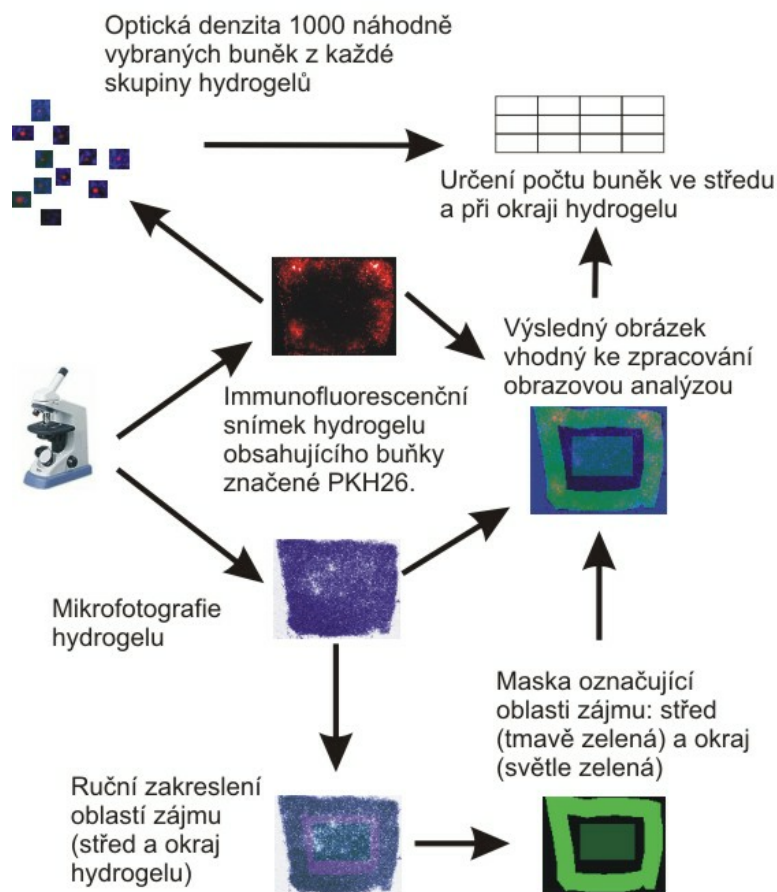 Optická denzita 1000 náhodně
vybraných buněk z každé
skupiny hydrogelů
Určení počtu buněk ve středu
a při okraji hydrogelu
Výsledný obrázek
vhodný ke zpracování
obrazovou analýzou
Immunofluorescenční
snímek hydrogelu
obsahujícího buňky
značené PKH26.
Mikrofotografie
hydrogelu
Maska označující
oblasti zájmu: střed
(tmavě zelená) a okraj
(světle zelená)
Ruční zakreslení
oblastí zájmu
(střed a okraj
hydrogelu)